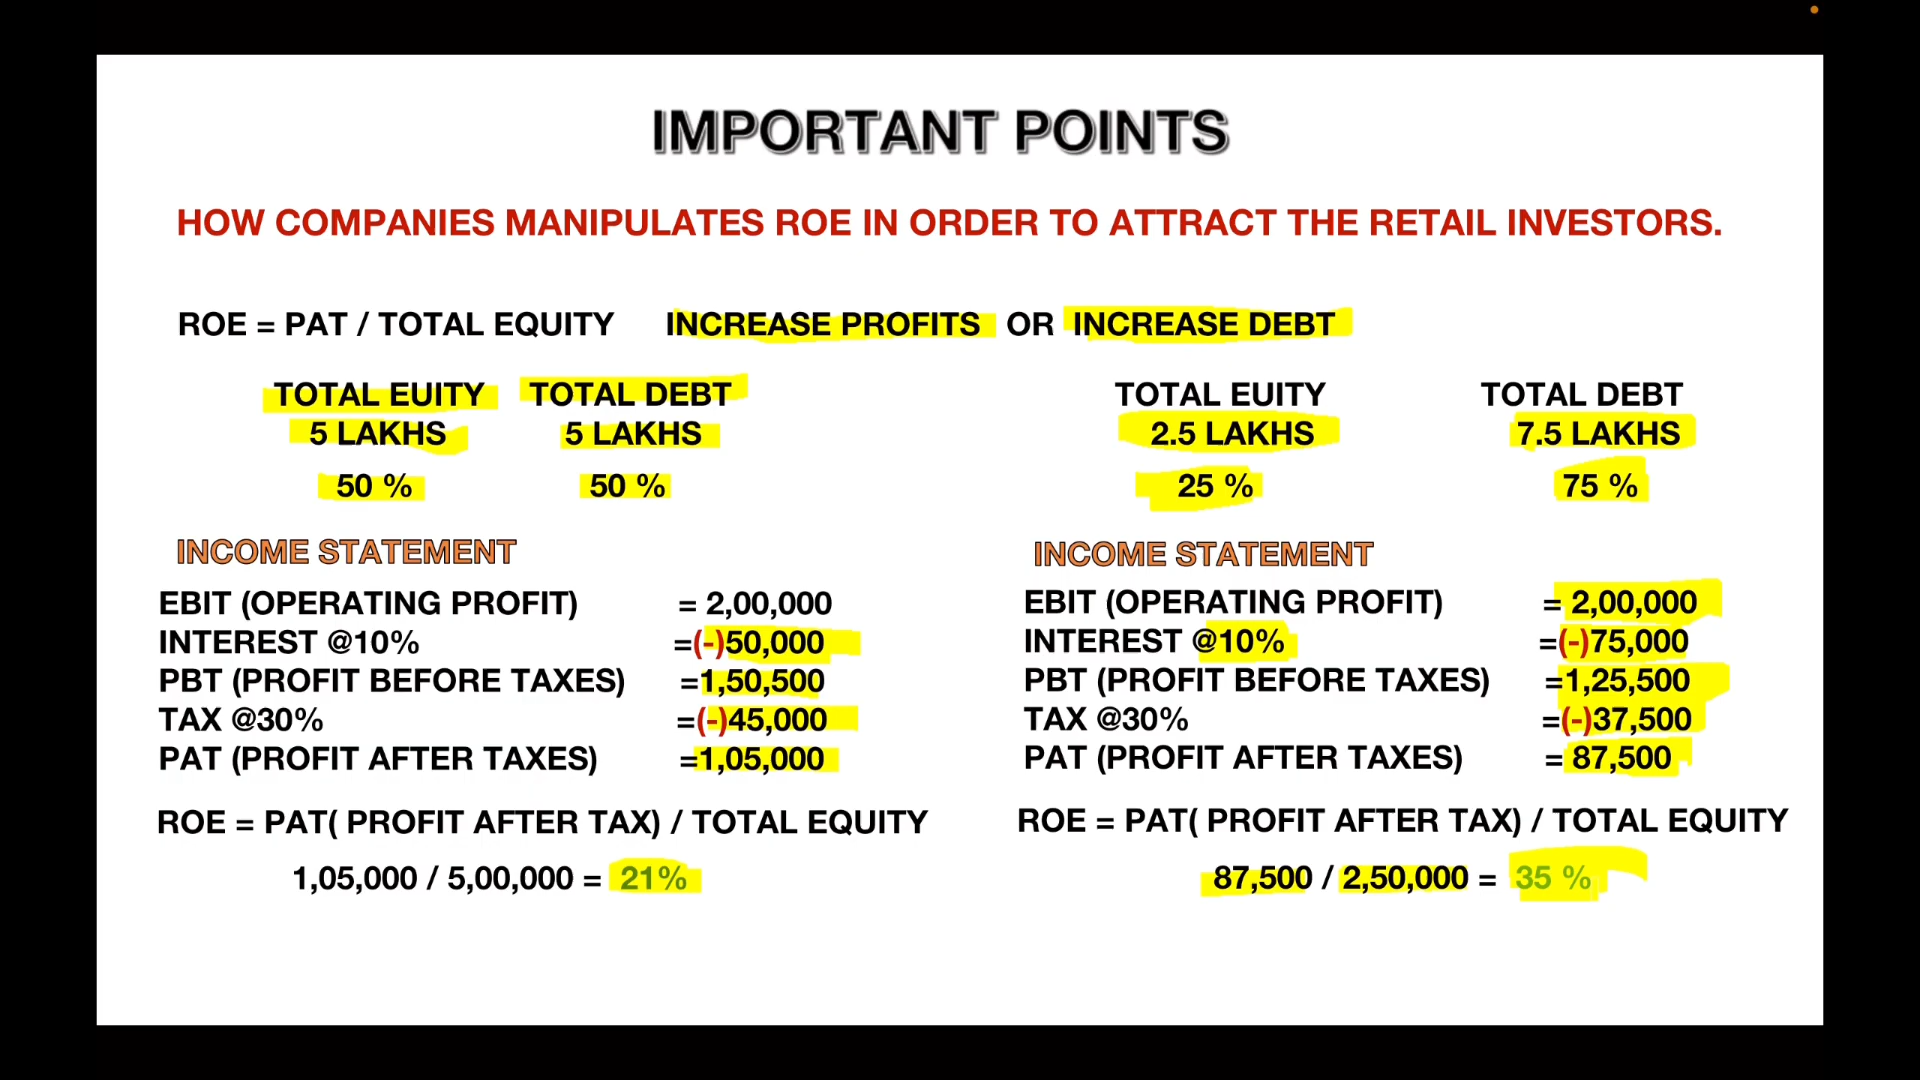 IMPORTANT POINTS
HOW COMPANIES MANIPULATES ROE IN ORDER TO ATTRACT THE RETAIL INVESTORS.
ROE = PAT / TOTAL EQUITY INCREASE PROFITS OR INCREASE DEBT
TOTAL EUITY TOTAL DEBT
5 LAKHS 5 LAKHS
50 % 50 %
INCOME STATEMENT
EBIT (OPERATING PROFIT) = 2,00,000
INTEREST @10% =(-)50,000
PBT (PROFIT BEFORE TAXES) =1,50,500
TAX @30% =(-)45,000
PAT (PROFIT AFTER TAXES) =1,05,000
ROE = PAT( PROFIT AFTER TAX) / TOTAL EQUITY
1,05,000 / 5,00,000 = 21%
TOTAL EUITY TOTAL DEBT
2.5 LAKHS 7.5 LAKHS
25 % 75 %
INCOME STATEMENT
EBIT (OPERATING PROFIT) = 2,00,000
INTEREST @10% =(-)75,000
PBT (PROFIT BEFORE TAXES) =1,25,500
TAX @30% =(-)37,500
PAT (PROFIT AFTER TAXES) = 87,500
ROE = PAT( PROFIT AFTER TAX) / TOTAL EQUITY
87,500 / 2,50,000 = 35 %